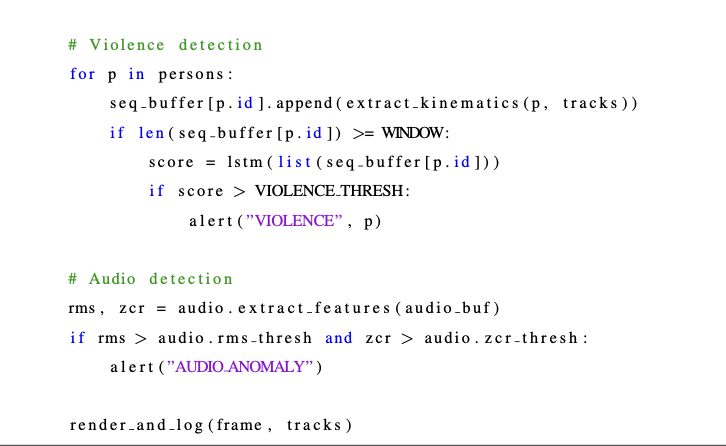 # Violence detection
for p in persons:
    seq_buffer[p.id].append(extract_kinematics(p, tracks))
    if len(seq_buffer[p.id]) >= WINDOW:
        score = lstm(list(seq_buffer[p.id]))
        if score > VIOLENCE_THRESH:
            alert("VIOLENCE", p)

# Audio detection
rms, zcr = audio.extract_features(audio_buf)
if rms > audio.rms_thresh and zcr > audio.zcr_thresh:
    alert("AUDIO_ANOMALY")

render_and_log(frame, tracks)